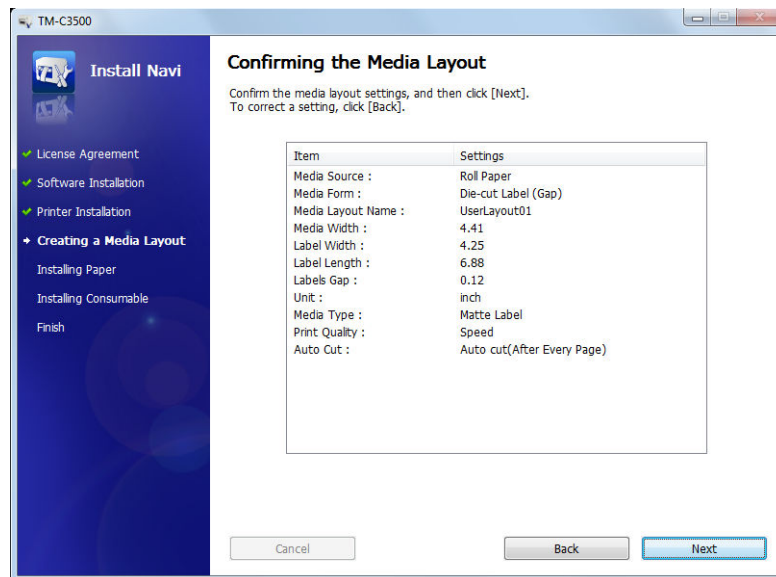 TM-C3500
Install Navi
License Agreement
Software Installation
Printer Installation
Creating a Media Layout
Installing Paper
Installing Consumable
Finish
Confirming the Media Layout
Confirm the media layout settings, and then click [Next].
To correct a setting, click [Back].
Item Settings
Media Source : Roll Paper
Media Form : Die-cut Label (Gap)
Media Layout Name : UserLayout01
Media Width : 4.41
Label Width : 4.25
Label Length : 6.88
Labels Gap : 0.12
Unit : inch
Media Type : Matte Label
Print Quality : Speed
Auto Cut : Auto cut(After Every Page)
Cancel Back Next